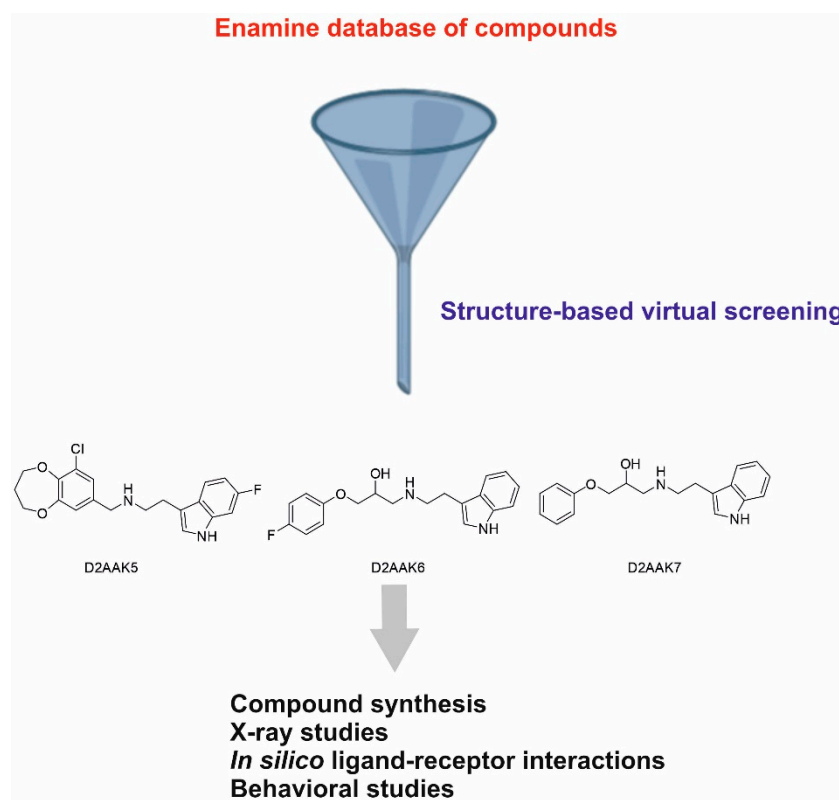 Enamine database of compounds
Structure-based virtual screening
Cl
O
O
H
N
F
NH
D2AAK5
F
O
OH
H
N
NH
D2AAK6
O
OH
H
N
NH
D2AAK7
Compound synthesis
X-ray studies
In silico ligand-receptor interactions
Behavioral studies